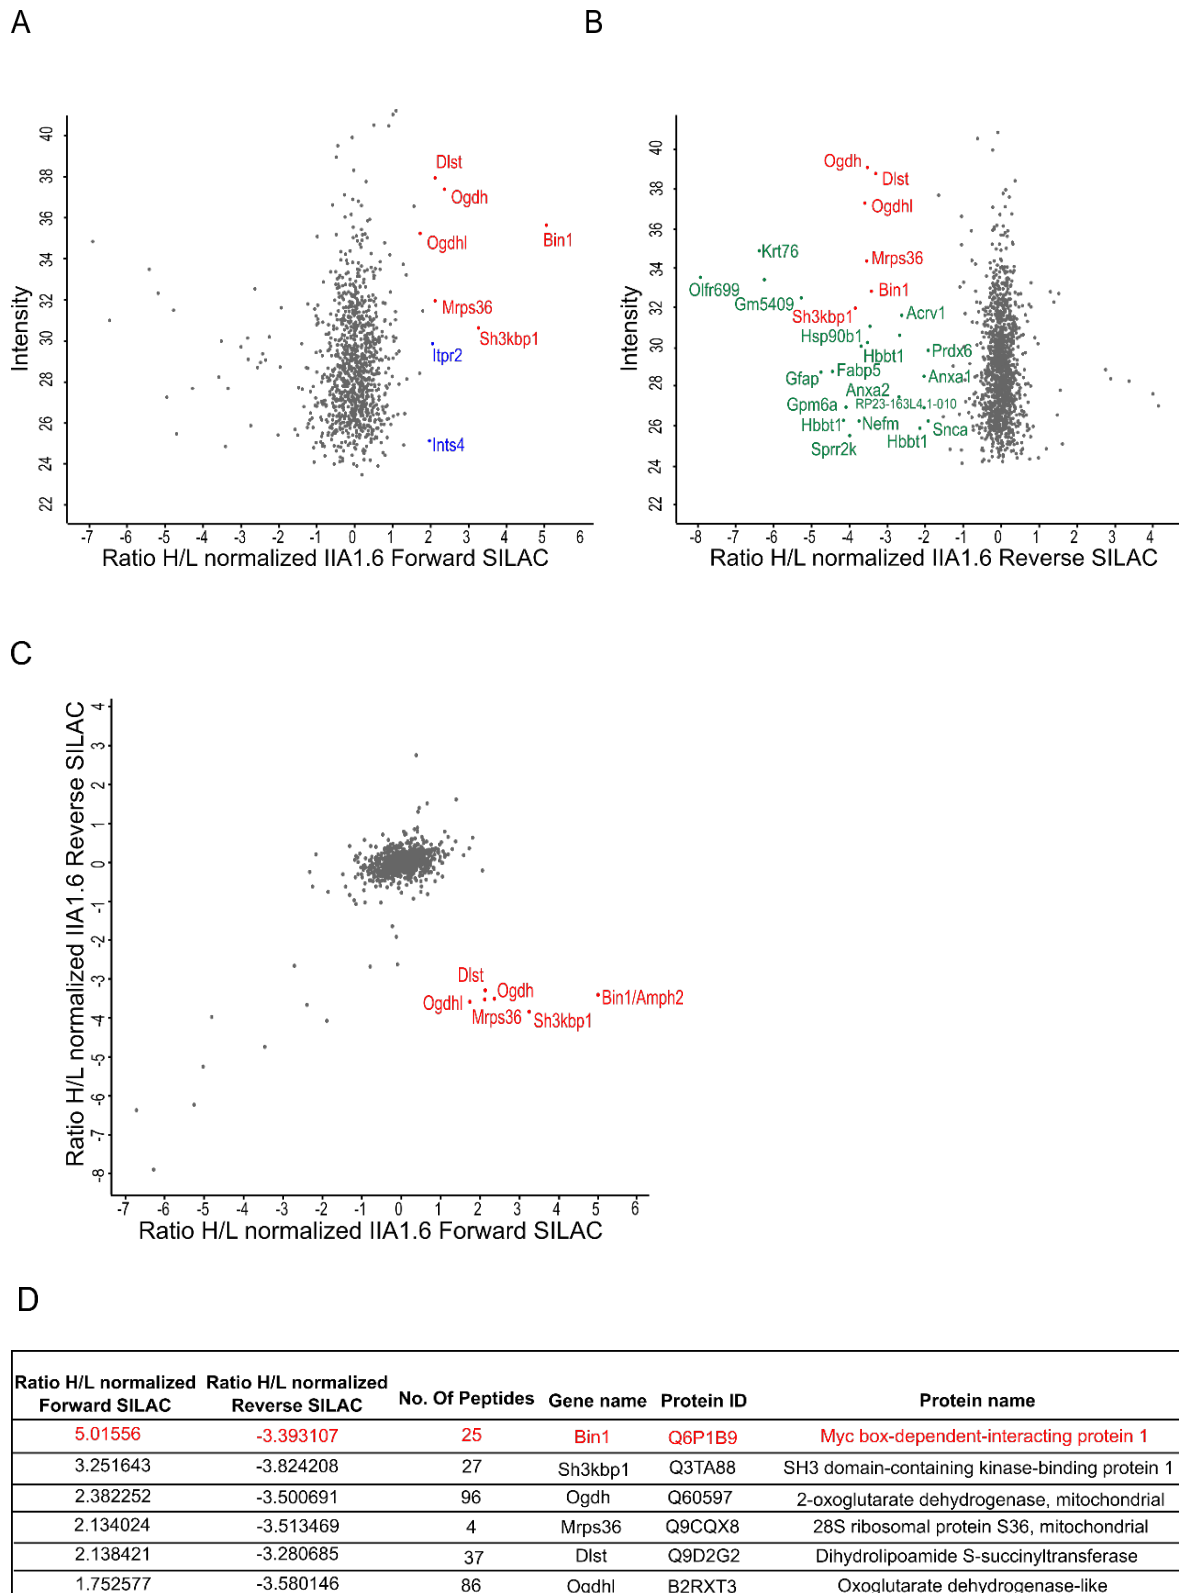 A
B
40
38
36
34
32
30
28
26
24
22
Intensity
Dlst
Ogdh
Ogdhl
Bin1
Mrps36
Sh3kbp1
Itpr2
Ints4
-7 -6 -5 -4 -3 -2 -1 0 1 2 3 4 5 6
Ratio H/L normalized IIA1.6 Forward SILAC
40
38
36
34
32
30
28
26
24
22
Intensity
Ogdh
Dlst
Ogdhl
Krt76
Mrps36
Olfr699
Gm5409
Bin1
Sh3kbp1
Acrv1
Hsp90b1
Hbbt1
Prdx6
Gfap
Fabp5
Anxa1
Anxa2
Gpm6a
RP23-163L4.1-010
Hbbt1
Nefm
Hbbt1
Snca
Sprr2k
-8 -7 -6 -5 -4 -3 -2 -1 0 1 2 3 4
Ratio H/L normalized IIA1.6 Reverse SILAC
C
4
3
2
1
0
-1
-2
-3
-4
-5
-6
-7
-8
Ratio H/L normalized IIA1.6 Reverse SILAC
Dlst
Ogdh
Ogdhl
Bin1/Amph2
Mrps36
Sh3kbp1
-7 -6 -5 -4 -3 -2 -1 0 1 2 3 4 5 6
Ratio H/L normalized IIA1.6 Forward SILAC
D
Ratio H/L normalized Forward SILAC Ratio H/L normalized Reverse SILAC No. Of Peptides Gene name Protein ID Protein name
5.01556 -3.393107 25 Bin1 Q6P1B9 Myc box-dependent-interacting protein 1
3.251643 -3.824208 27 Sh3kbp1 Q3TA88 SH3 domain-containing kinase-binding protein 1
2.382252 -3.500691 96 Ogdh Q60597 2-oxoglutarate dehydrogenase, mitochondrial
2.134024 -3.513469 4 Mrps36 Q9CQX8 28S ribosomal protein S36, mitochondrial
2.138421 -3.280685 37 Dlst Q9D2G2 Dihydrolipoamide S-succinyltransferase
1.752577 -3.580146 86 Ogdhl B2RXT3 Oxoglutarate dehydrogenase-like